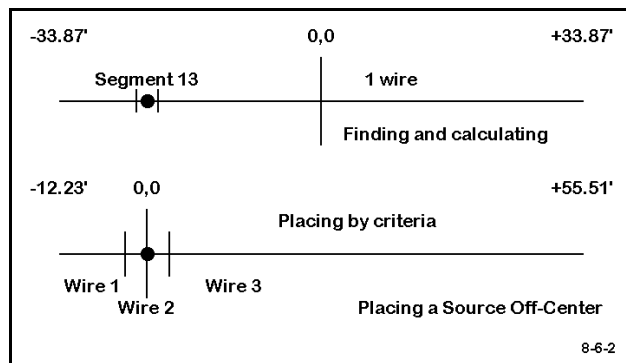 -33.87' 0,0 +33.87'
Segment 13 1 wire
Finding and calculating
-12.23' 0,0 +55.51'
Placing by criteria
Wire 1 Wire 3
Wire 2 Placing a Source Off-Center
8-6-2